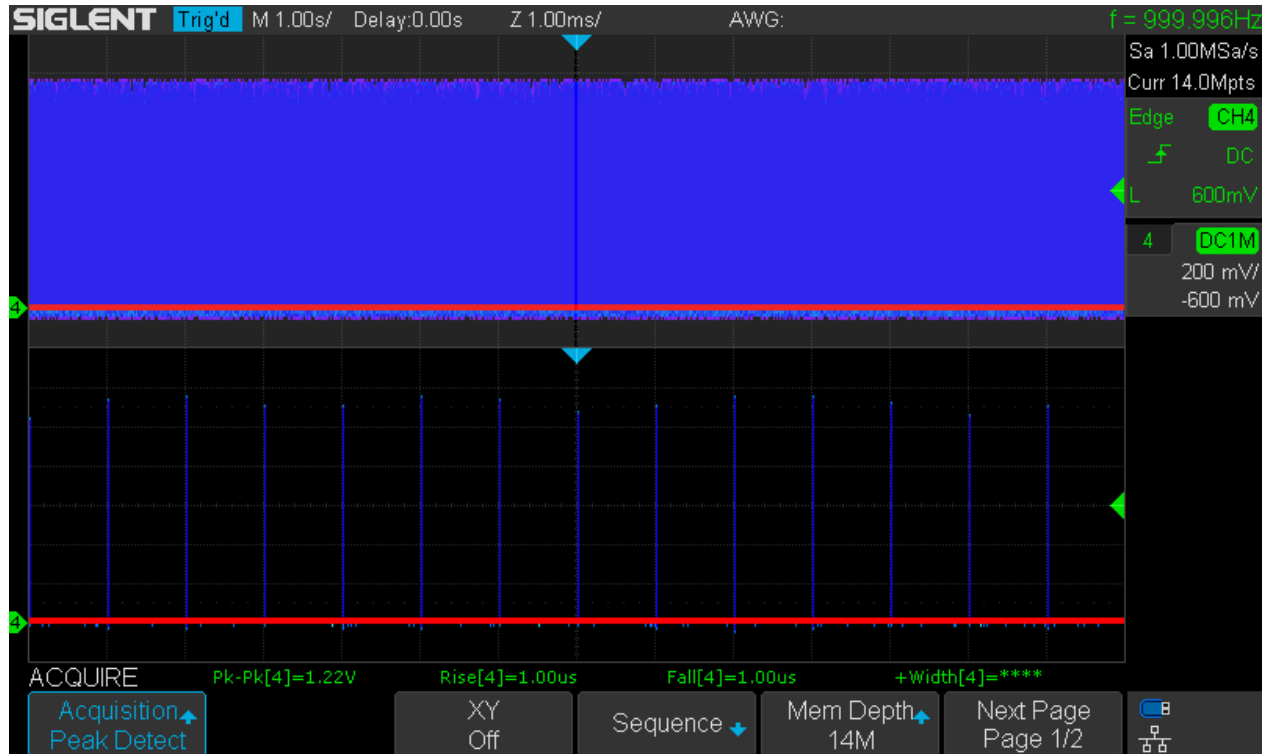 SIGLENT Trig'd M 1.00s/ Delay:0.00s Z 1.00ms/ AWG: f = 999.996Hz
Sa 1.00MSa/s
Curr 14.0Mpts
Edge CH4
DC
L 600mV
4 DC1M
200 mV/
-600 mV
4
4
ACQUIRE Pk-Pk[4]=1.22V Rise[4]=1.00us Fall[4]=1.00us +Width[4]=****
Acquisition XY Sequence Mem Depth Next Page
Peak Detect Off 14M Page 1/2